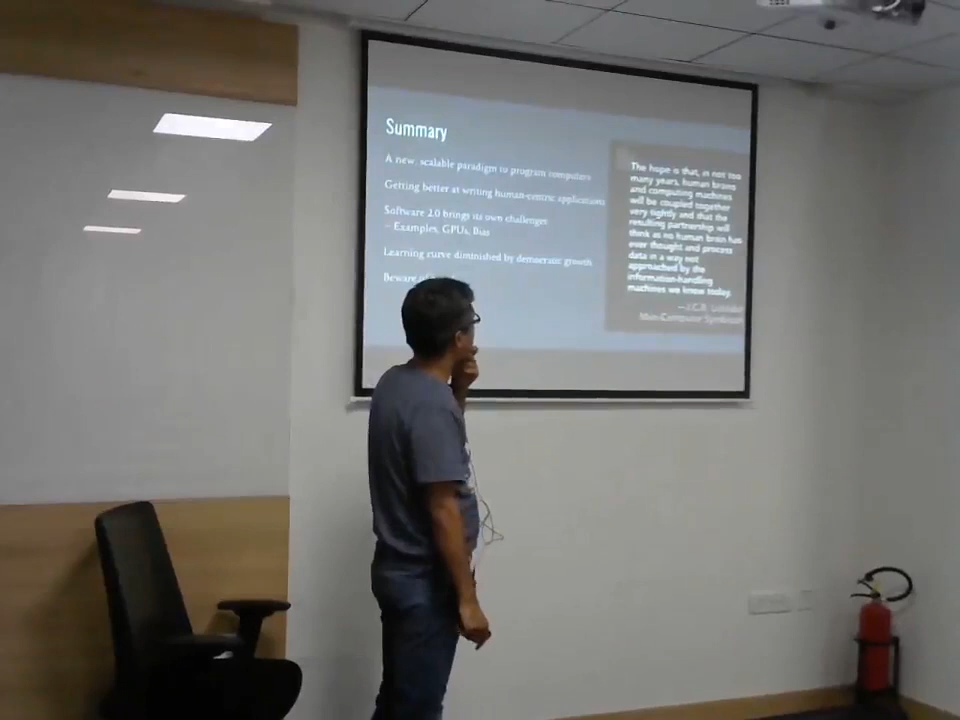 Summary
A new, scalable paradigm to program computers
Getting better at writing human-centric applications
Software 2.0 brings its own challenges
– Examples, GPUs, Bias
Learning curve diminished by democratic growth
Beware of
The hope is that, in not too
many years, human brains
and computing machines
will be coupled together
very tightly and that the
resulting partnership will
think as no human brain has
ever thought and process
data in a way not
approached by the
information-handling
machines we know today.
—J.C.R. Licklider
Man-Computer Symbiosis